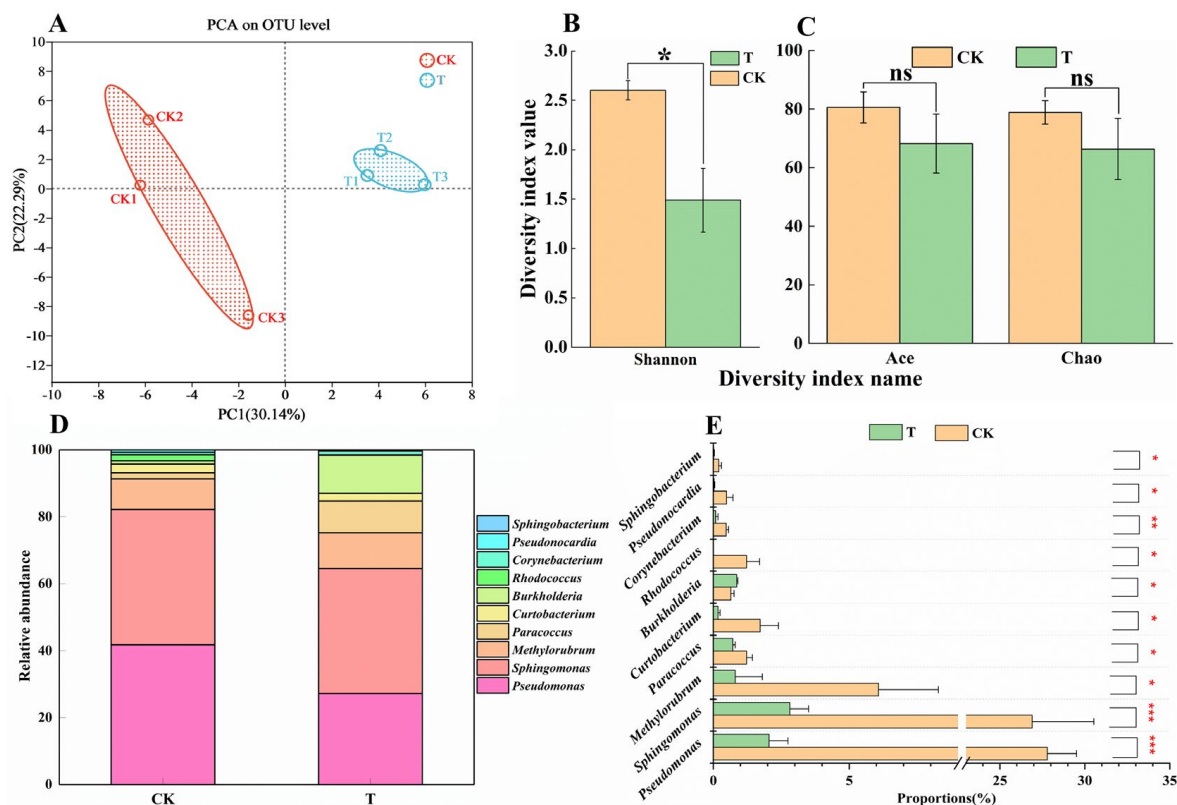 A
PCA on OTU level
CK
T
10
8
6
4
2
0
-2
-4
-6
-8
-10
-12
PC2(22.29%)
CK2
CK1
CK3
T2
T1
T3
-10
-8
-6
-4
-2
0
2
4
6
8
PC1(30.14%)
B
3.0
2.5
2.0
1.5
1.0
0.5
0.0
Diversity index value
*
T
CK
Shannon
C
100
80
60
40
20
0
CK
T
ns
ns
Ace
Chao
Diversity index name
D
100
80
60
40
20
0
Relative abundance
CK
T
Sphingobacterium
Pseudonocardia
Corynebacterium
Rhodococcus
Burkholderia
Curtobacterium
Paracoccus
Methylorubrum
Sphingomonas
Pseudomonas
E
T
CK
Sphingobacterium
*
Pseudonocardia
*
Corynebacterium
**
Rhodococcus
*
Burkholderia
*
Curtobacterium
*
Paracoccus
*
Methylorubrum
*
Sphingomonas
****
Pseudomonas
***
0
5
25
30
35
Proportions(%)